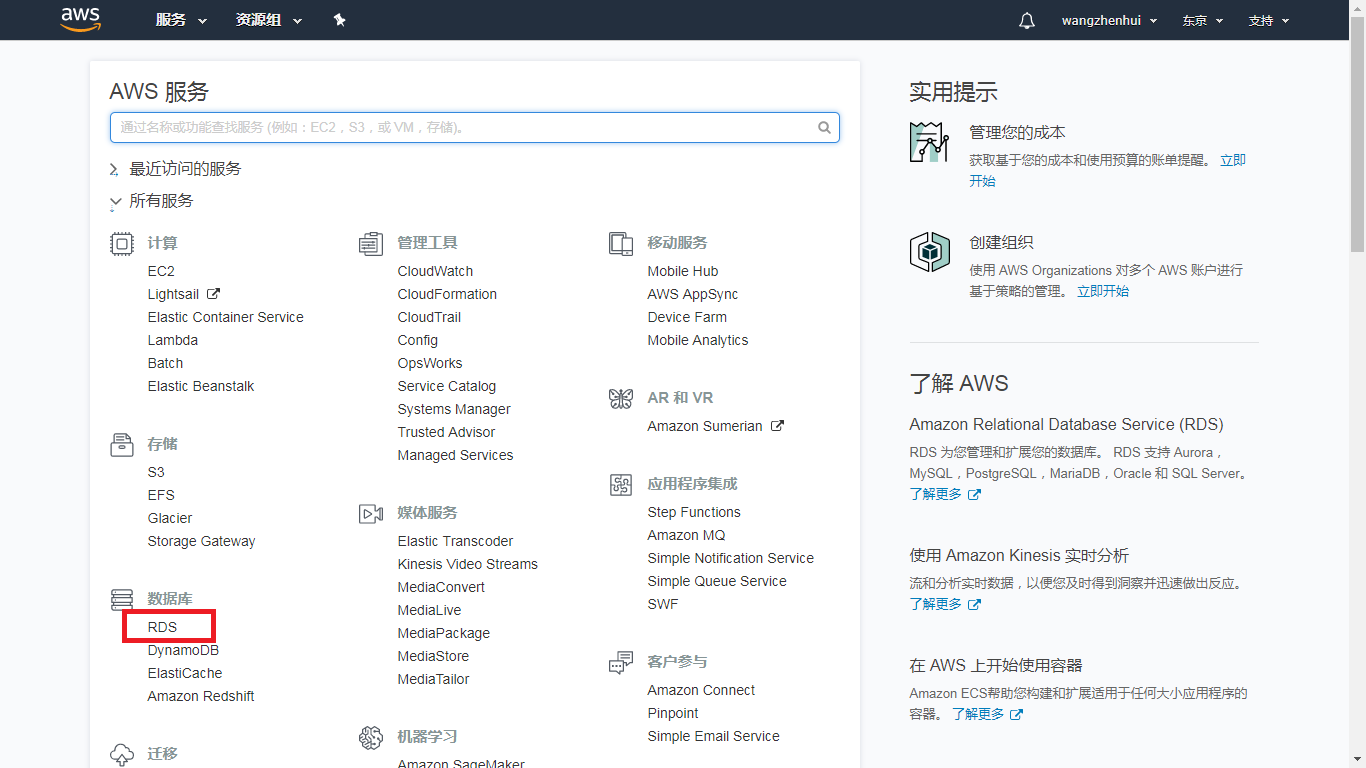 aws
服务
资源组
wangzhenhui
东京
支持
AWS 服务
通过名称或功能查找服务 (例如：EC2，S3，或 VM，存储)。
最近访问的服务
所有服务
计算
EC2
Lightsail
Elastic Container Service
Lambda
Batch
Elastic Beanstalk
存储
S3
EFS
Glacier
Storage Gateway
数据库
RDS
DynamoDB
ElastiCache
Amazon Redshift
迁移
管理工具
CloudWatch
CloudFormation
CloudTrail
Config
OpsWorks
Service Catalog
Systems Manager
Trusted Advisor
Managed Services
媒体服务
Elastic Transcoder
Kinesis Video Streams
MediaConvert
MediaLive
MediaPackage
MediaStore
MediaTailor
机器学习
Amazon SageMaker
移动服务
Mobile Hub
AWS AppSync
Device Farm
Mobile Analytics
AR 和 VR
Amazon Sumerian
应用程序集成
Step Functions
Amazon MQ
Simple Notification Service
Simple Queue Service
SWF
客户参与
Amazon Connect
Pinpoint
Simple Email Service
实用提示
管理您的成本
获取基于您的成本和使用预算的账单提醒。 立即
开始
创建组织
使用 AWS Organizations 对多个 AWS 账户进行
基于策略的管理。 立即开始
了解 AWS
Amazon Relational Database Service (RDS)
RDS 为您管理和扩展您的数据库。 RDS 支持 Aurora，
MySQL，PostgreSQL，MariaDB，Oracle 和 SQL Server。
了解更多
使用 Amazon Kinesis 实时分析
流和分析实时数据，以便您及时得到洞察并迅速做出反应。
了解更多
在 AWS 上开始使用容器
Amazon ECS帮助您构建和扩展适用于任何大小应用程序的
容器。 了解更多